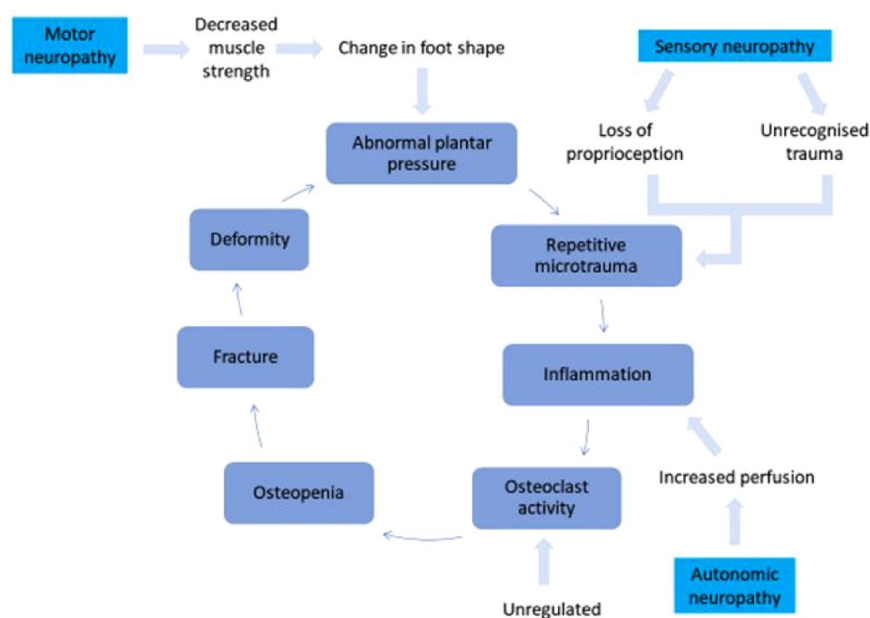 Motor
neuropathy
Decreased
muscle
strength
Change in foot shape
Sensory neuropathy
Loss of
proprioception
Unrecognised
trauma
Abnormal plantar
pressure
Deformity
Repetitive
microtrauma
Fracture
Inflammation
Osteopenia
Osteoclast
activity
Increased perfusion
Autonomic
neuropathy
Unregulated